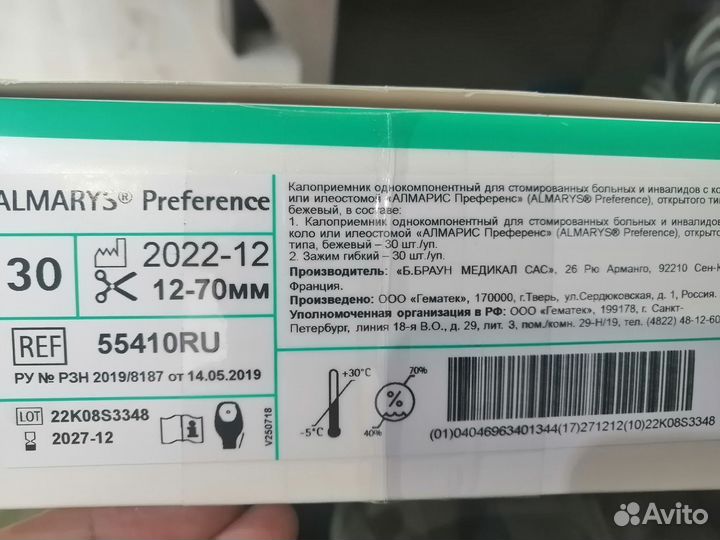 ALMARYS® Preference
30
2022-12
12-70мм
REF 55410RU
РУ № РЗН 2019/8187 от 14.05.2019
LOT 22K08S3348
2027-12
V250718
Калоприемник однокомпонентный для стомированных больных и инвалидов с
или илеостомой «АЛМАРИС Преференс» (ALMARYS® Preference), открытого
бежевый, в составе:
1. Калоприемник однокомпонентный для стомированных больных и инвалидов
коло или илеостомой «АЛМАРИС Преференс» (ALMARYS® Preference), открытого
типа, бежевый – 30 шт./уп.
2. Зажим гибкий – 30 шт./уп.
Производитель: «Б.БРАУН МЕДИКАЛ САС», 26 Рю Арманго, 92210 Сен-К
Франция.
Произведено: ООО «Гематек», 170000, г.Тверь, ул.Сердюковская, д.1, Россия.
Уполномоченная организация в РФ: ООО «Гематек», 199178, г. Санкт-
Петербург, линия 18-я В.О., д. 29, лит. З, пом./комн. 29-Н/19, тел. (4822) 48-12-60
+30°C
-5°C
70%
%
40%
(01)04046963401344(17)271212(10)22K08S3348
Avito